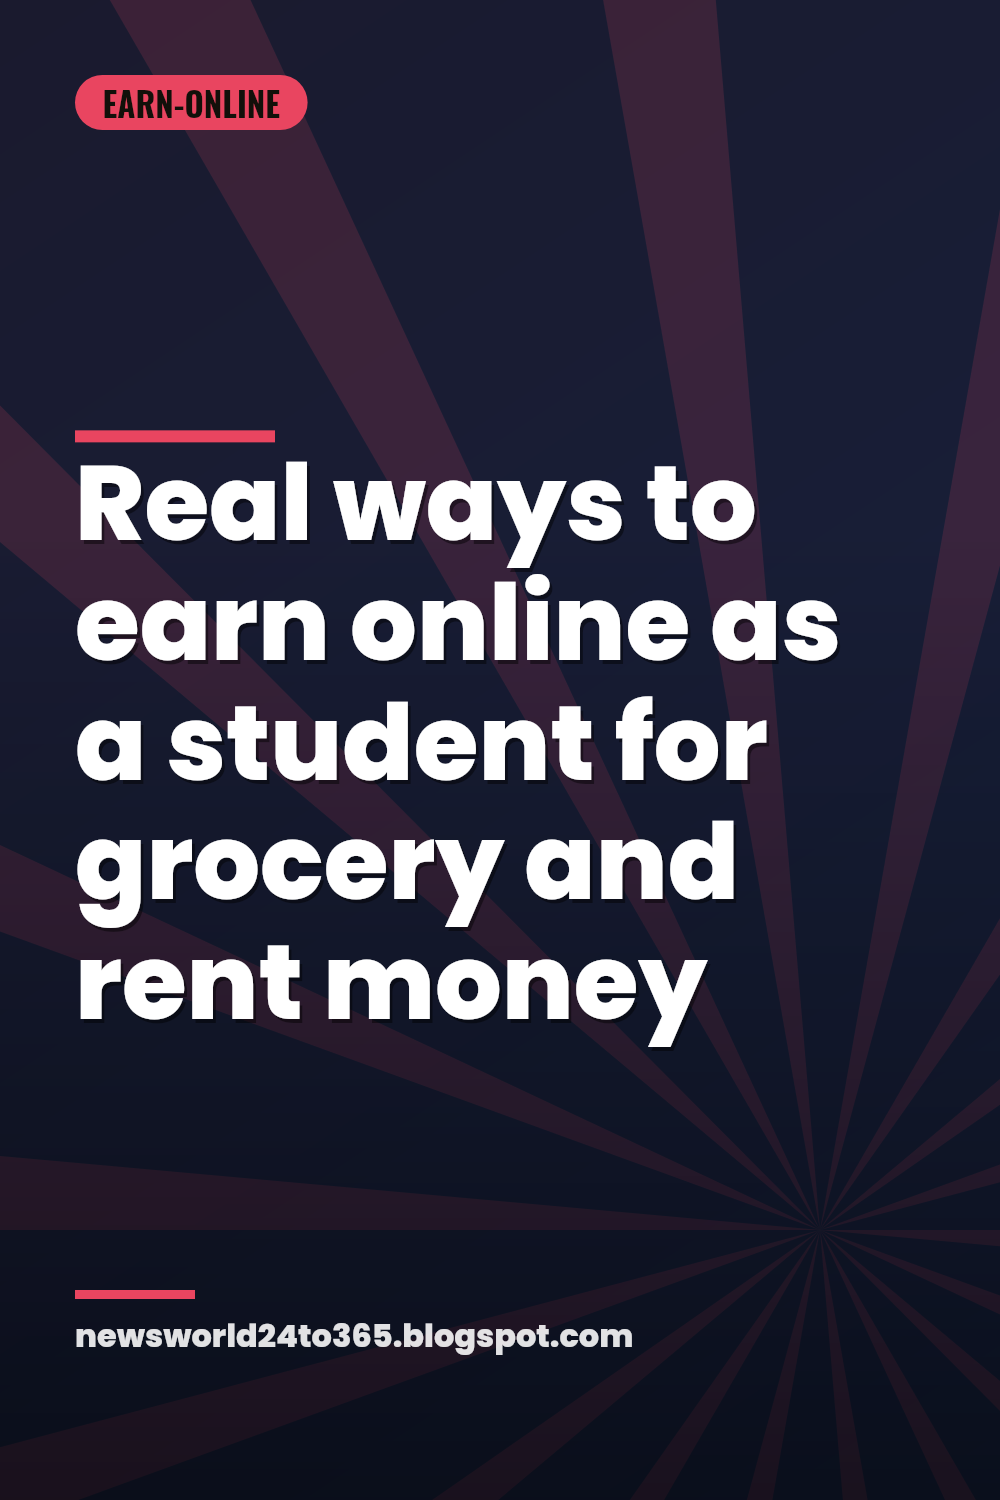 EARN-ONLINE
Real ways to
earn online as
a student for
grocery and
rent money
newsworld24to365.blogspot.com